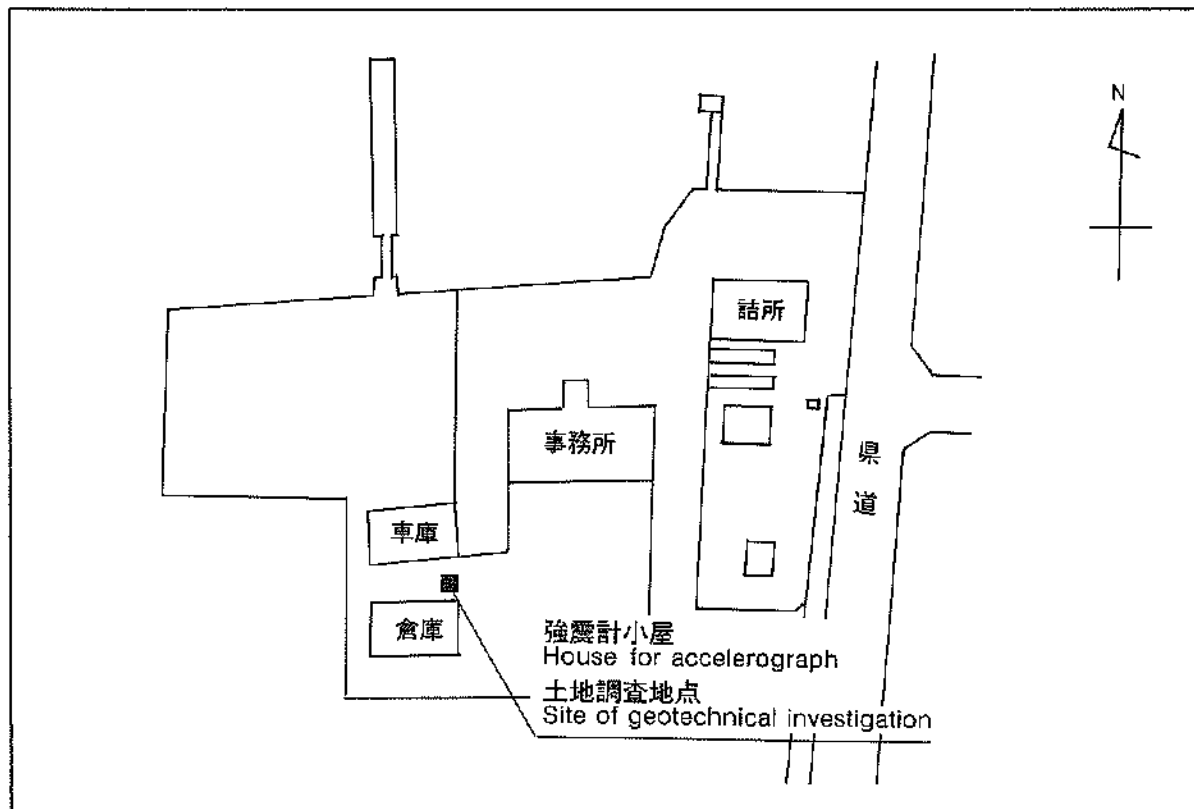 N
詰所
事務所
県道
車庫
倉庫
強震計小屋
House for accelerograph
土地調査地点
Site of geotechnical investigation